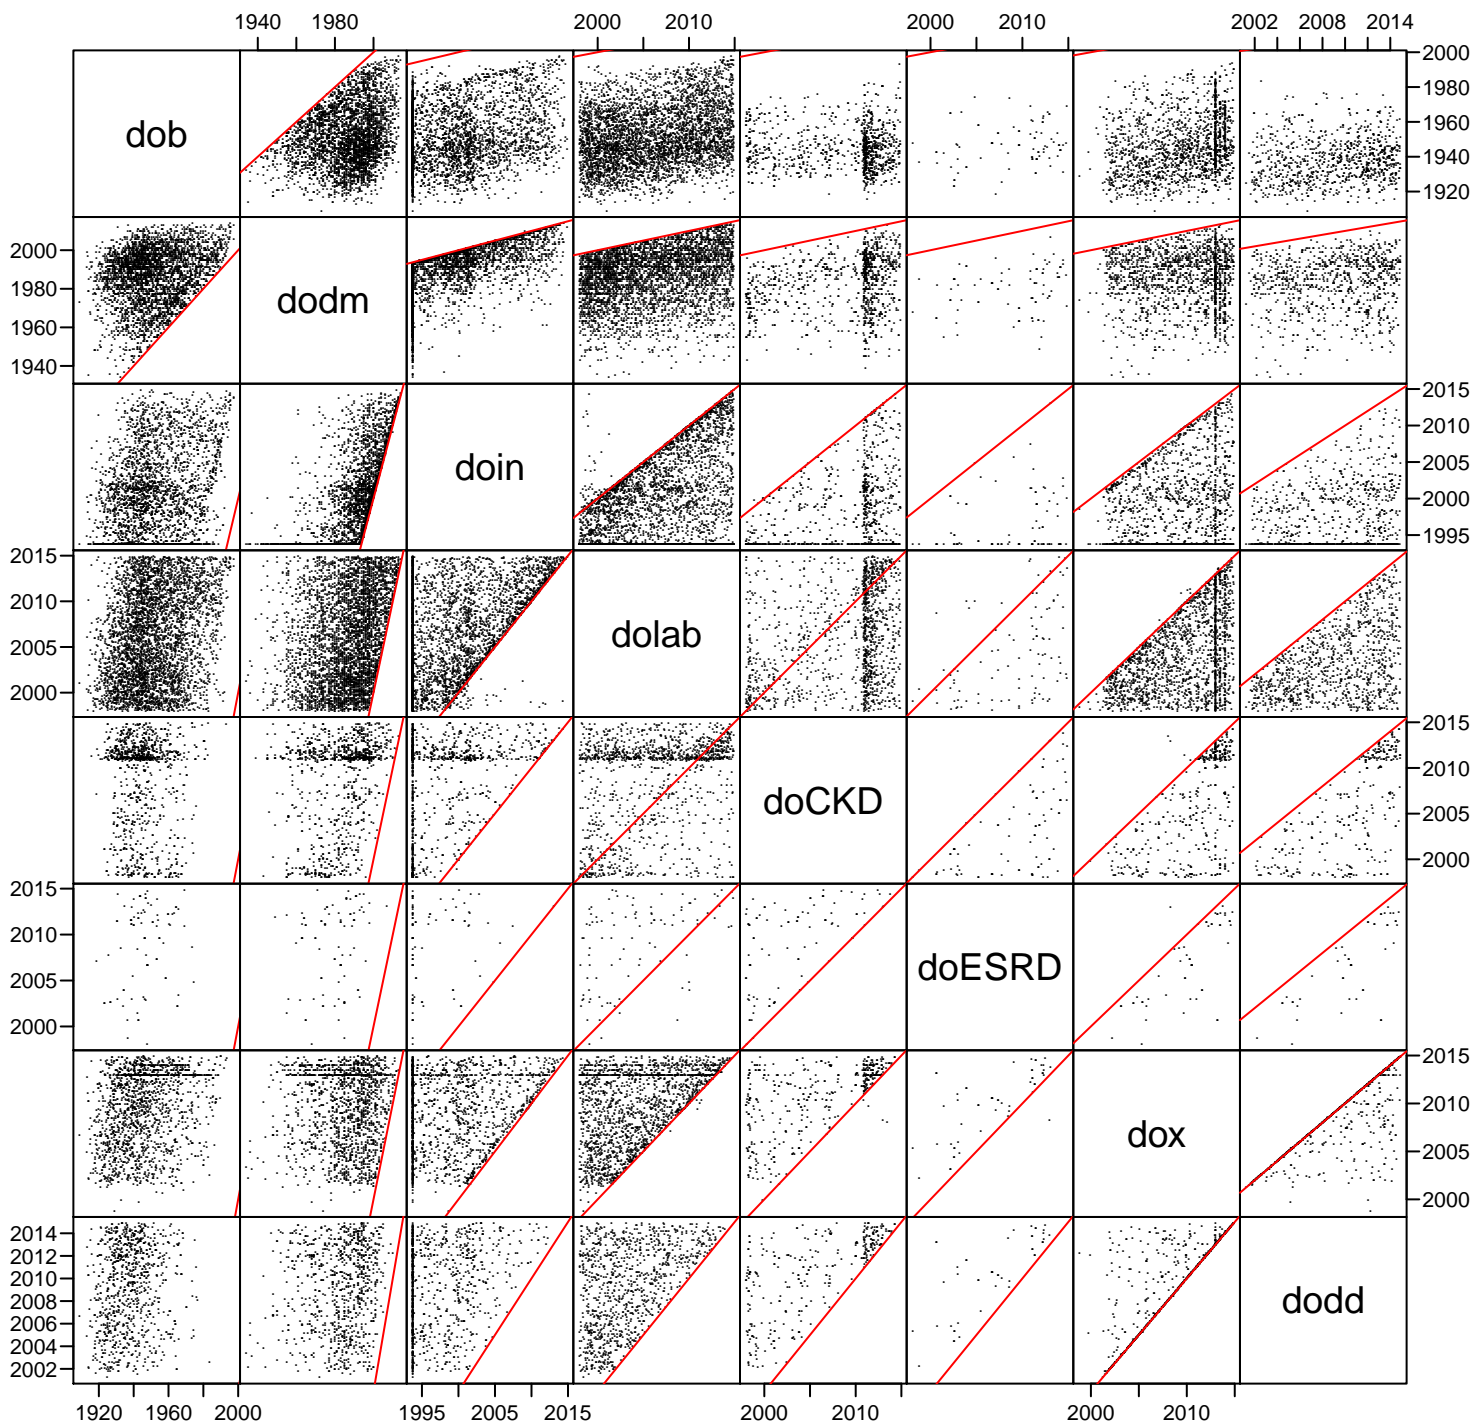 1940 1980 2000 2010 2000 2010 2002 2008 2014
dob 2000 1980 1960 1940 1920
2000 1980 1960 1940 dodm
doin 2015 2010 2005 2000 1995
2015 2010 2005 2000 dolab
doCKD 2015 2010 2005 2000
2015 2010 2005 2000 doESRD
dox 2015 2010 2005 2000
2014 2012 2010 2008 2006 2004 2002 dodd
1920 1960 2000 1995 2005 2015 2000 2010 2000 2010